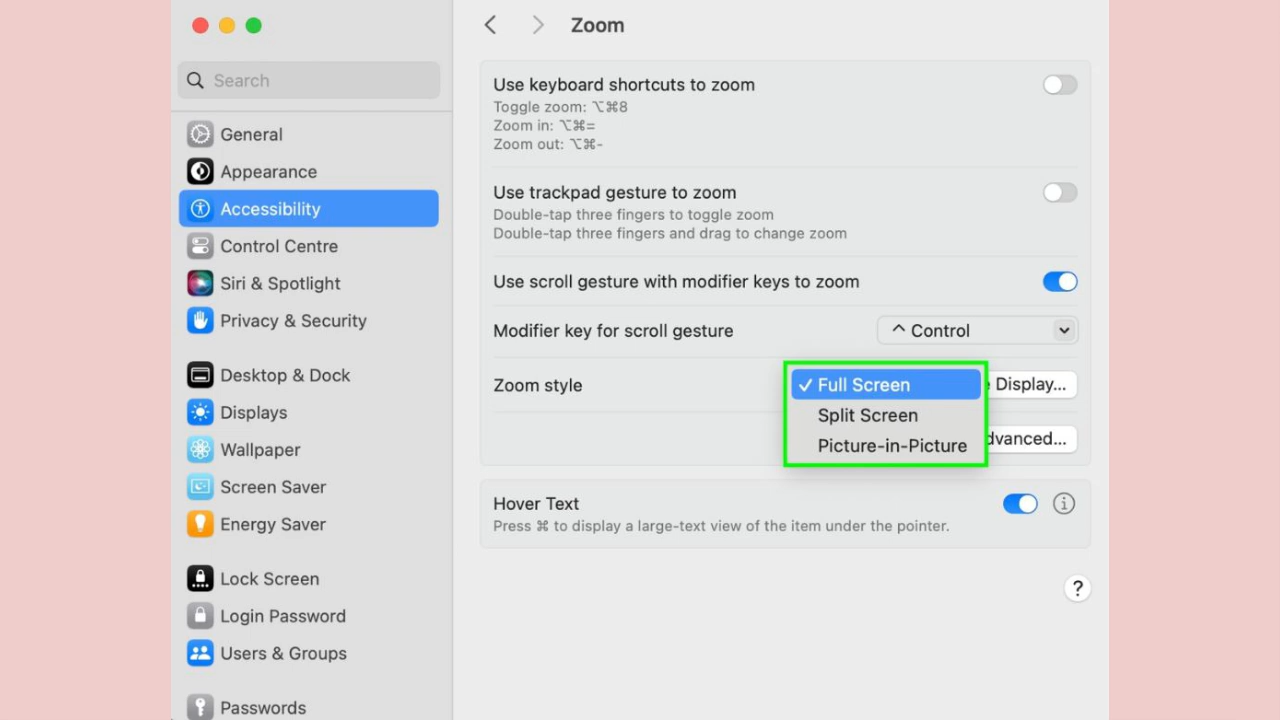 Zoom
Search
General
Appearance
Accessibility
Control Centre
Siri & Spotlight
Privacy & Security
Desktop & Dock
Displays
Wallpaper
Screen Saver
Energy Saver
Lock Screen
Login Password
Users & Groups
Passwords
Use keyboard shortcuts to zoom
Toggle zoom: ⌥⌘8
Zoom in: ⌥⌘=
Zoom out: ⌥⌘-
Use trackpad gesture to zoom
Double-tap three fingers to toggle zoom
Double-tap three fingers and drag to change zoom
Use scroll gesture with modifier keys to zoom
Modifier key for scroll gesture
^ Control
Zoom style
✓ Full Screen
Split Screen
Picture-in-Picture
Display...
Hover Text
Press ⌘ to display a large-text view of the item under the pointer.
?